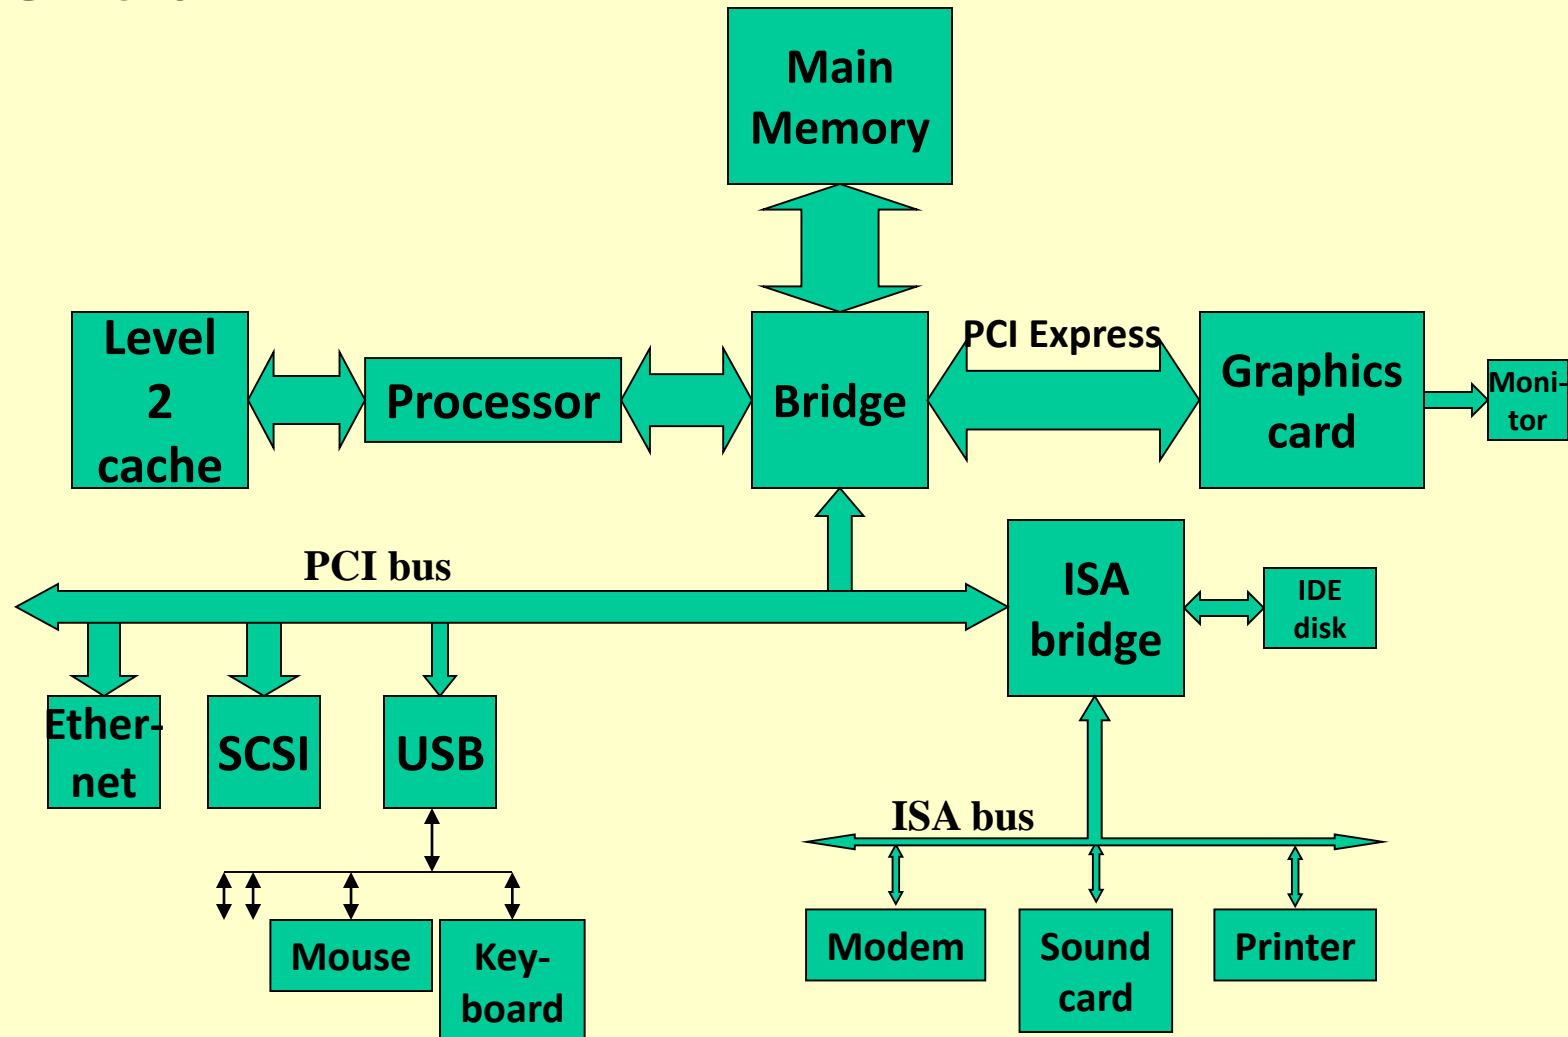 Main
Memory
Level
2
cache
Processor
Bridge
PCI Express
Graphics
card
Moni-
tor
PCI bus
ISA
bridge
IDE
disk
Ether-
net
SCSI
USB
ISA bus
Mouse
Key-
board
Modem
Sound
card
Printer